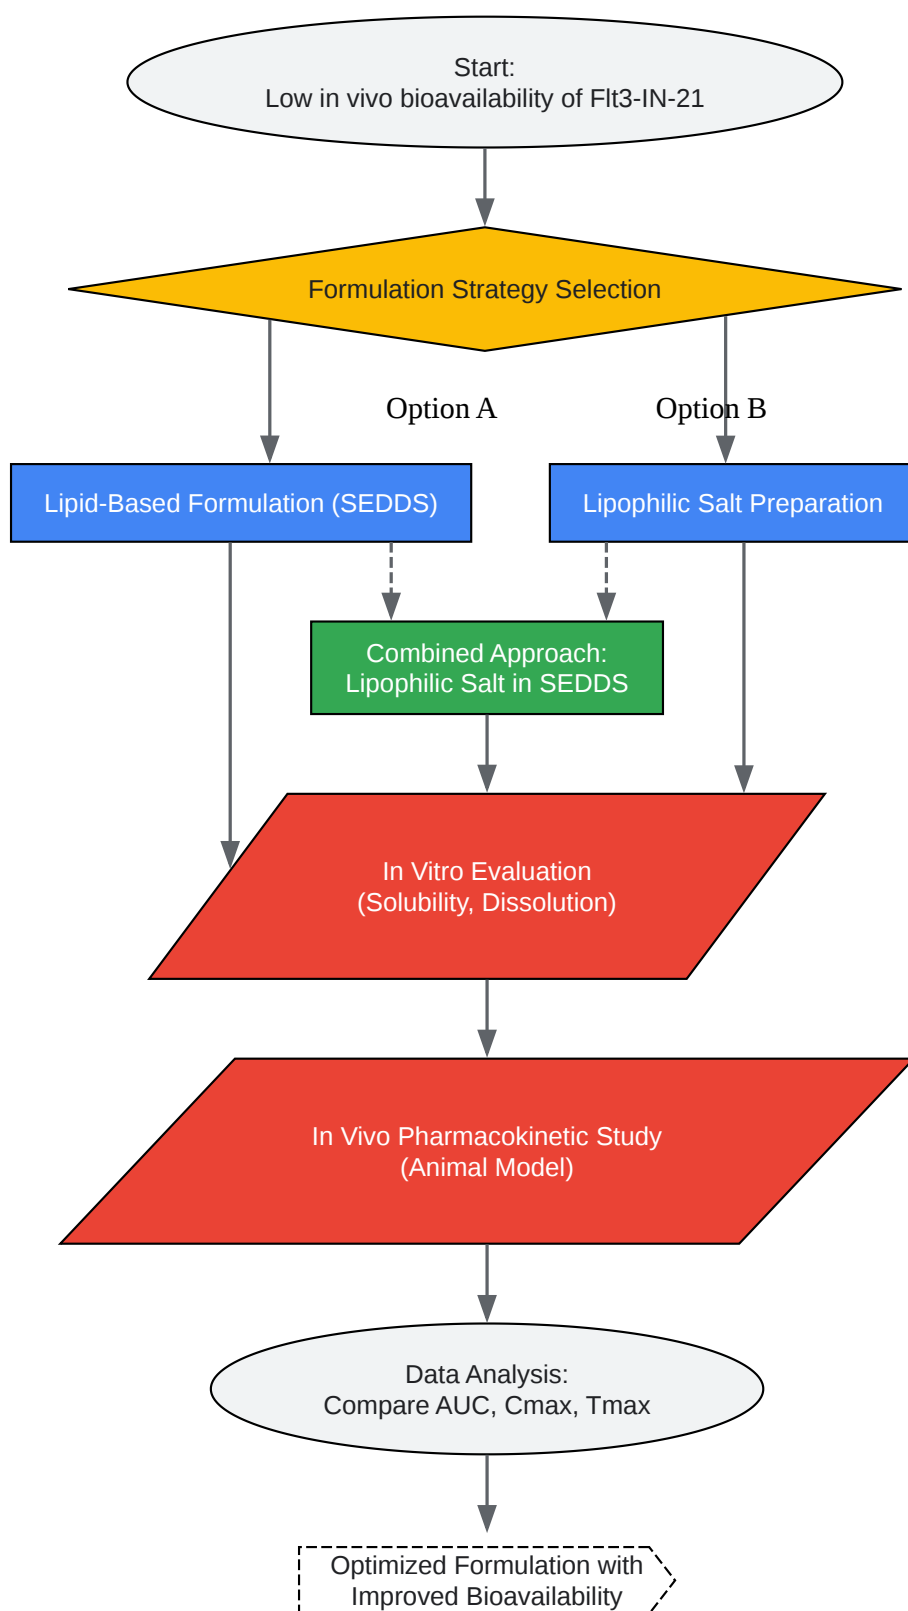 Start:
Low in vivo bioavailability of Flt3-IN-21
Formulation Strategy Selection
Option A
Option B
Lipid-Based Formulation (SEDDS)
Lipophilic Salt Preparation
Combined Approach:
Lipophilic Salt in SEDDS
In Vitro Evaluation
(Solubility, Dissolution)
In Vivo Pharmacokinetic Study
(Animal Model)
Data Analysis:
Compare AUC, Cmax, Tmax
Optimized Formulation with
Improved Bioavailability